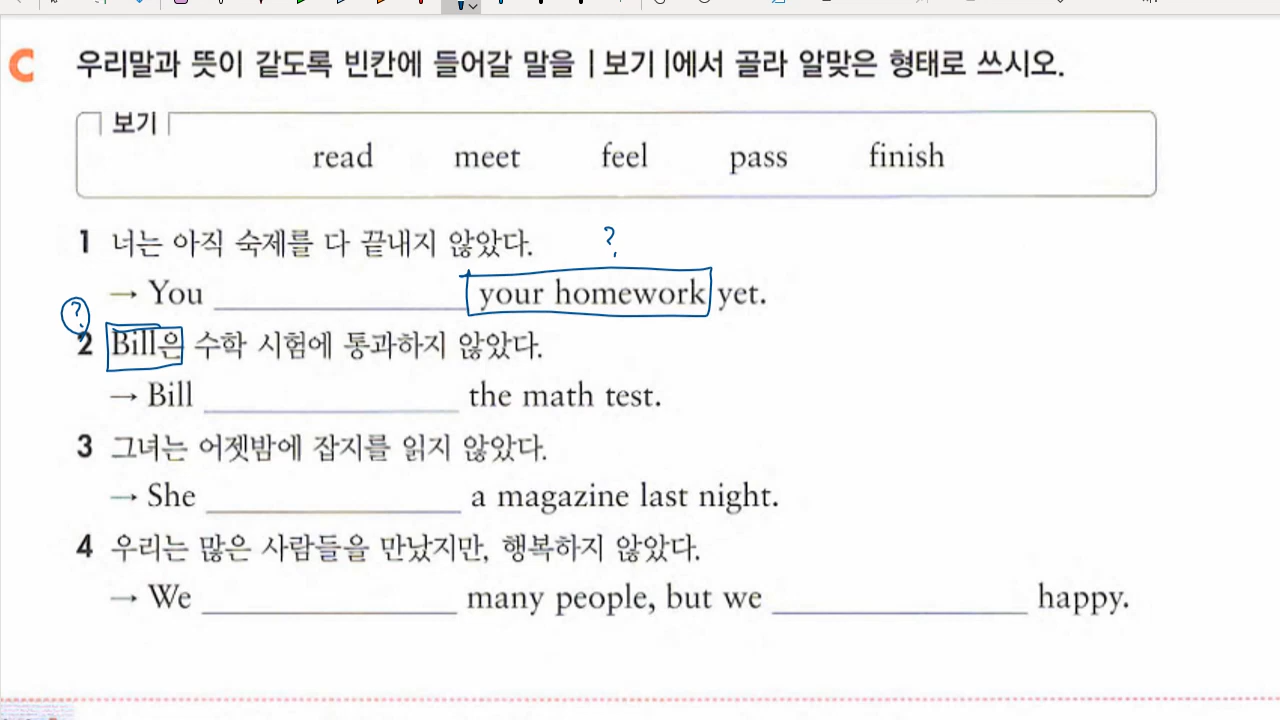 C 우리말과 뜻이 같도록 빈칸에 들어갈 말을 |보기|에서 골라 알맞은 형태로 쓰시오.
보기
read meet feel pass finish
?
1 너는 아직 숙제를 다 끝내지 않았다.
→ You ____________ your homework yet.
?
2 Bill은 수학 시험에 통과하지 않았다.
→ Bill ____________ the math test.
3 그녀는 어젯밤에 잡지를 읽지 않았다.
→ She ____________ a magazine last night.
4 우리는 많은 사람들을 만났지만, 행복하지 않았다.
→ We ____________ many people, but we ____________ happy.